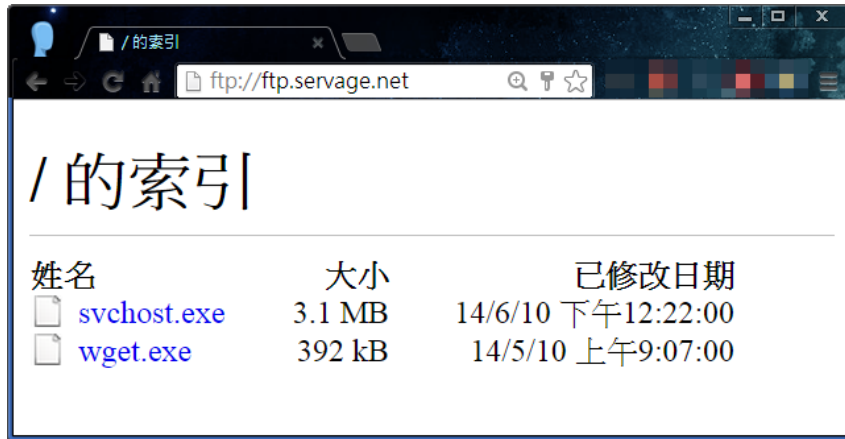 / 的索引
ftp://ftp.servage.net
/ 的索引
姓名 大小 已修改日期
svchost.exe 3.1 MB 14/6/10 下午12:22:00
wget.exe 392 kB 14/5/10 上午9:07:00